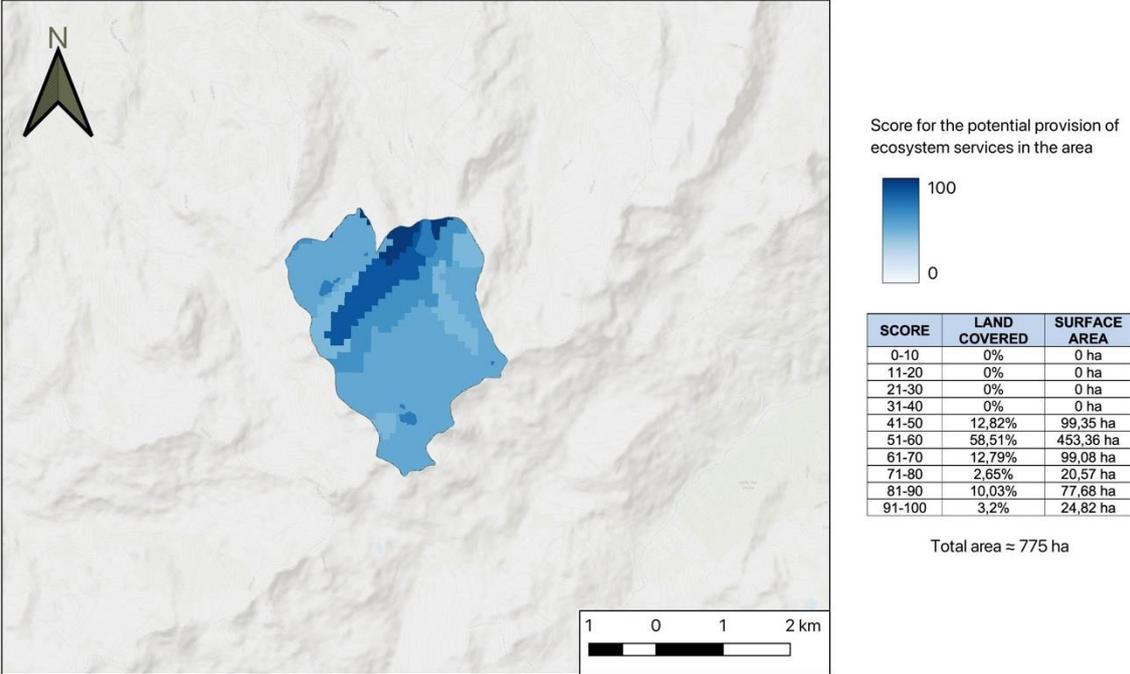 N
Score for the potential provision of
ecosystem services in the area
100
0
SCORE LAND COVERED SURFACE AREA
0-10 0% 0 ha
11-20 0% 0 ha
21-30 0% 0 ha
31-40 0% 0 ha
41-50 12,82% 99,35 ha
51-60 58,51% 453,36 ha
61-70 12,79% 99,08 ha
71-80 2,65% 20,57 ha
81-90 10,03% 77,68 ha
91-100 3,2% 24,82 ha
Total area ≈ 775 ha
1 0 1 2 km